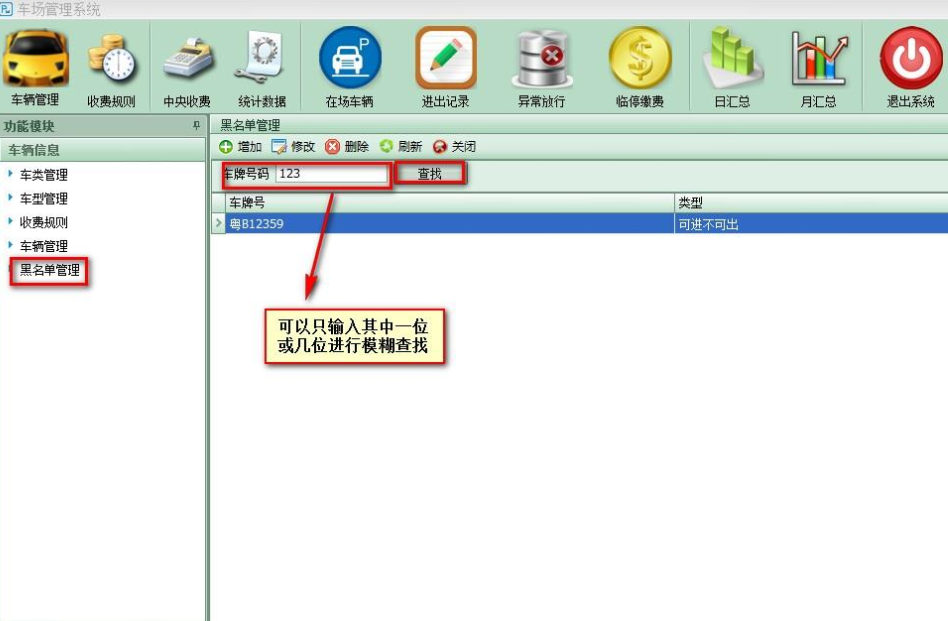 车场管理系统
车辆管理 收费规则 中央收费 统计数据 在场车辆 进出记录 异常放行 临停缴费 日汇总 月汇总 退出系统
功能模块
车辆信息
车类管理
车型管理
收费规则
车辆管理
黑名单管理
黑名单管理
增加 修改 删除 刷新 关闭
车牌号码 123 查找
车牌号 类型
粤B12359 可进不可出
可以只输入其中一位
或几位进行模糊查找